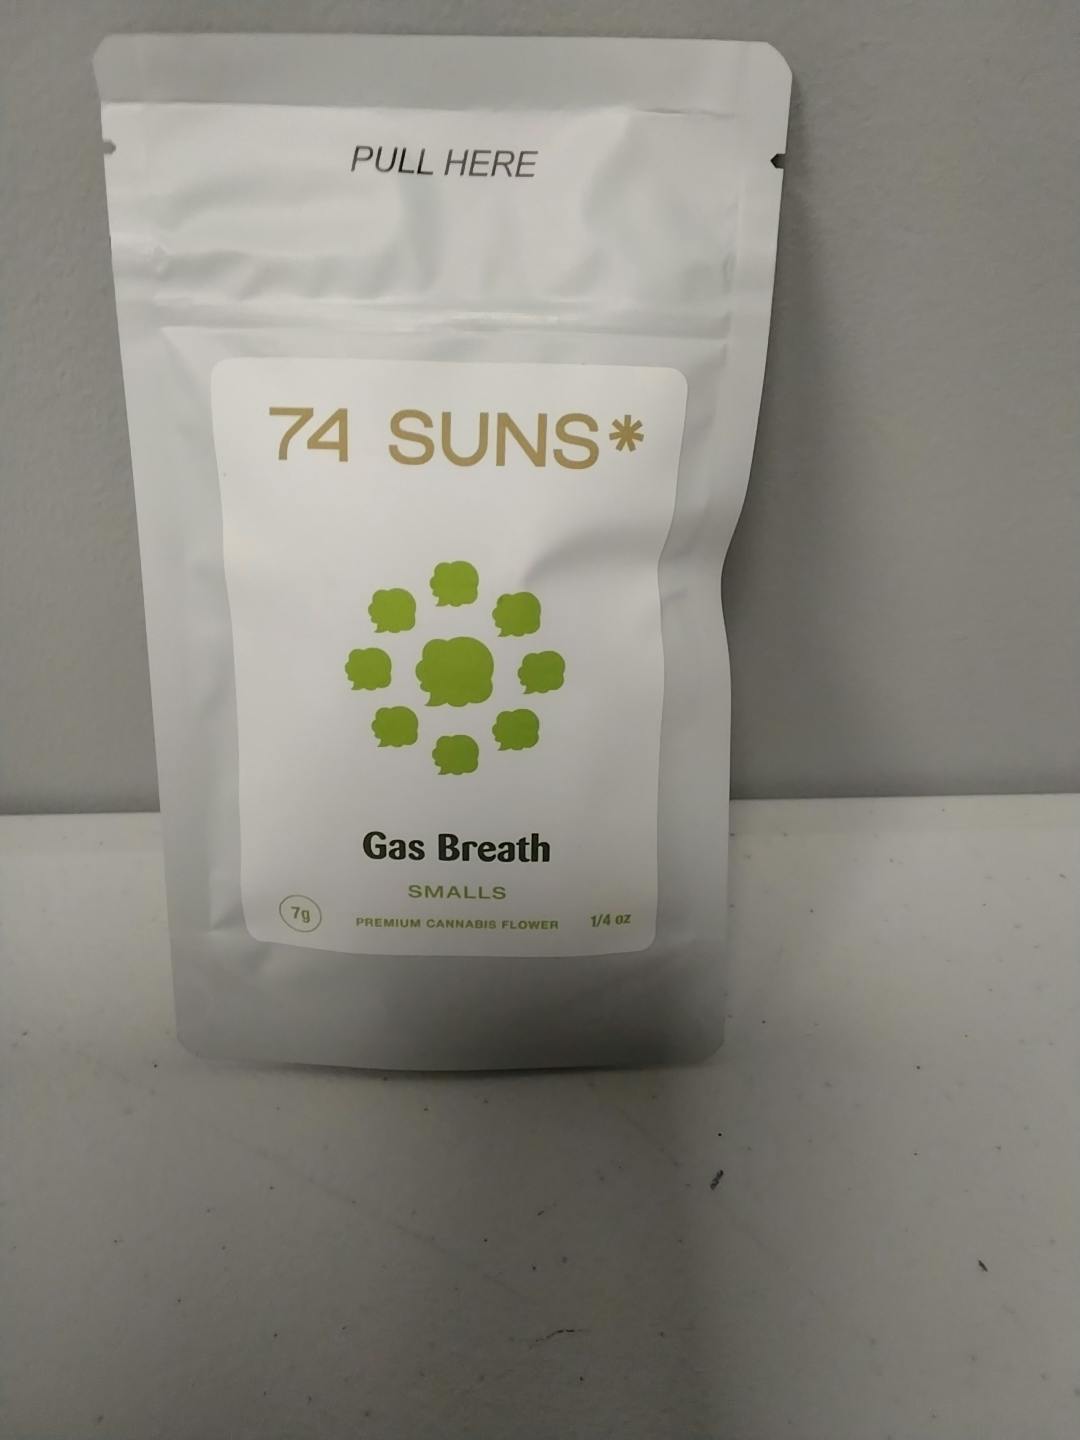 PULL HERE
74 SUNS*
Gas Breath
SMALLS
7g
PREMIUM CANNABIS FLOWER
1/4 oz